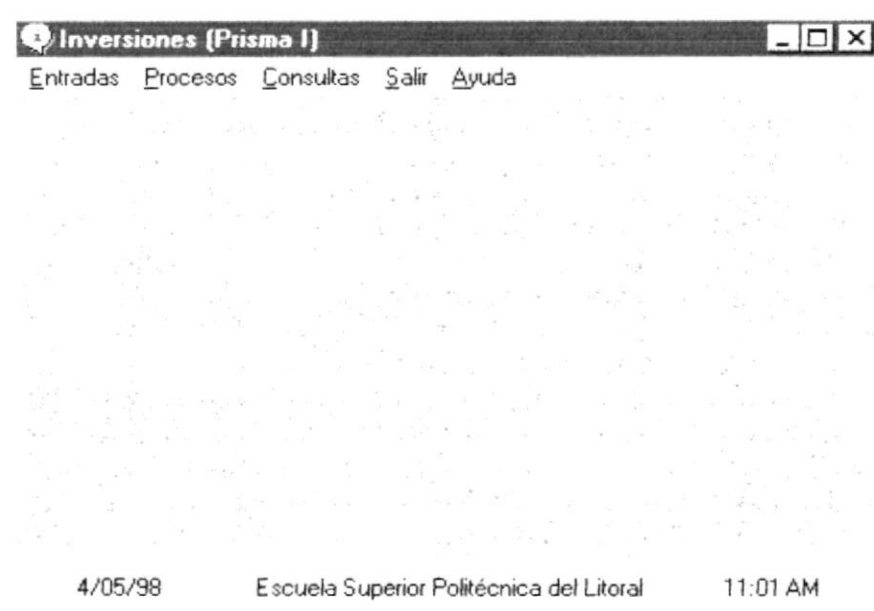 Inversiones (Prisma I)
Entradas Procesos Consultas Salir Ayuda
4/05/98 Escuela Superior Politécnica del Litoral 11:01 AM